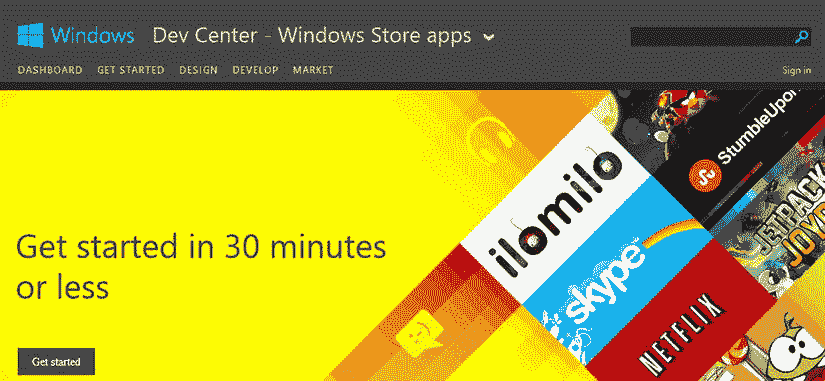 Windows Dev Center - Windows Store apps
DASHBOARD GET STARTED DESIGN DEVELOP MARKET Sign in
StumbleUpon
ilomilo
JETPACK
JOYRIDE
skype
Get started in 30 minutes
or less
NETFLIX
Get started